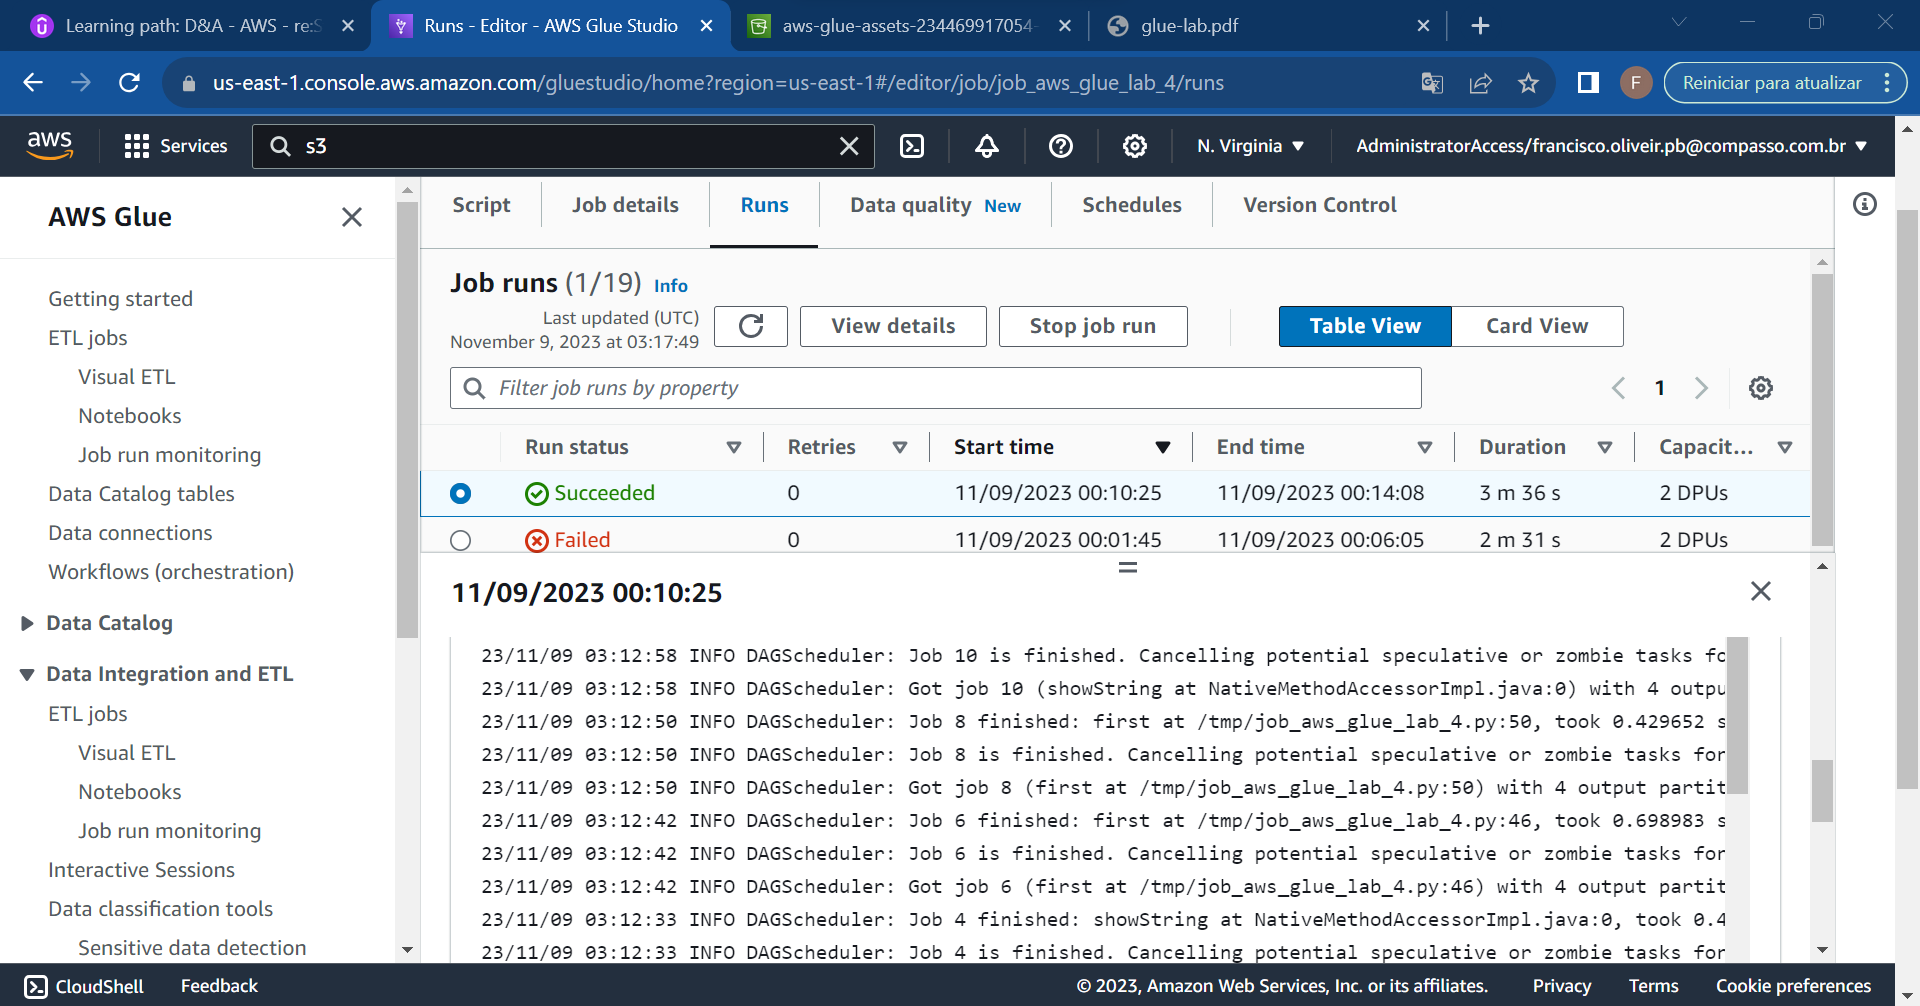 Learning path: D&A - AWS - re:S
Runs - Editor - AWS Glue Studio
aws-glue-assets-234469917054-
glue-lab.pdf
us-east-1.console.aws.amazon.com/gluestudio/home?region=us-east-1#/editor/job/job_aws_glue_lab_4/runs
F
Reiniciar para atualizar
aws
Services
s3
N. Virginia
AdministratorAccess/francisco.oliveir.pb@compasso.com.br
AWS Glue
Getting started
ETL jobs
Visual ETL
Notebooks
Job run monitoring
Data Catalog tables
Data connections
Workflows (orchestration)
Data Catalog
Data Integration and ETL
ETL jobs
Visual ETL
Notebooks
Job run monitoring
Interactive Sessions
Data classification tools
Sensitive data detection
Script
Job details
Runs
Data quality New
Schedules
Version Control
Job runs (1/19) Info
Last updated (UTC)
November 9, 2023 at 03:17:49
View details
Stop job run
Table View
Card View
Filter job runs by property
1
Run status
Retries
Start time
End time
Duration
Capacit...
Succeeded 0 11/09/2023 00:10:25 11/09/2023 00:14:08 3 m 36 s 2 DPUs
Failed 0 11/09/2023 00:01:45 11/09/2023 00:06:05 2 m 31 s 2 DPUs
11/09/2023 00:10:25
23/11/09 03:12:58 INFO DAGScheduler: Job 10 is finished. Cancelling potential speculative or zombie tasks fo
23/11/09 03:12:58 INFO DAGScheduler: Got job 10 (showString at NativeMethodAccessorImpl.java:0) with 4 outpu
23/11/09 03:12:50 INFO DAGScheduler: Job 8 finished: first at /tmp/job_aws_glue_lab_4.py:50, took 0.429652 s
23/11/09 03:12:50 INFO DAGScheduler: Job 8 is finished. Cancelling potential speculative or zombie tasks for
23/11/09 03:12:50 INFO DAGScheduler: Got job 8 (first at /tmp/job_aws_glue_lab_4.py:50) with 4 output partit
23/11/09 03:12:42 INFO DAGScheduler: Job 6 finished: first at /tmp/job_aws_glue_lab_4.py:46, took 0.698983 s
23/11/09 03:12:42 INFO DAGScheduler: Job 6 is finished. Cancelling potential speculative or zombie tasks for
23/11/09 03:12:42 INFO DAGScheduler: Got job 6 (first at /tmp/job_aws_glue_lab_4.py:46) with 4 output partit
23/11/09 03:12:33 INFO DAGScheduler: Job 4 finished: showString at NativeMethodAccessorImpl.java:0, took 0.4
23/11/09 03:12:33 INFO DAGScheduler: Job 4 is finished. Cancelling potential speculative or zombie tasks for
CloudShell
Feedback
© 2023, Amazon Web Services, Inc. or its affiliates.
Privacy
Terms
Cookie preferences